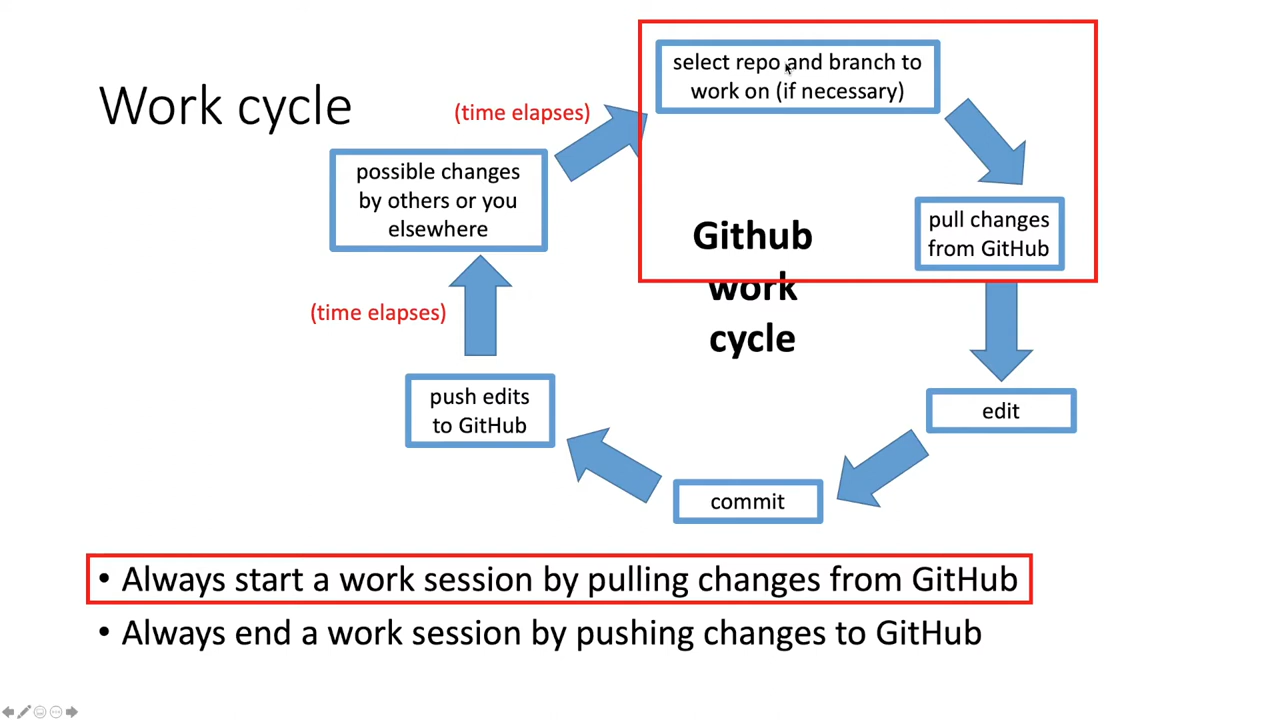 Work cycle
(time elapses)
select repo and branch to
work on (if necessary)
possible changes
by others or you
elsewhere
pull changes
from GitHub
Github
work
cycle
(time elapses)
push edits
to GitHub
edit
commit
• Always start a work session by pulling changes from GitHub
• Always end a work session by pushing changes to GitHub